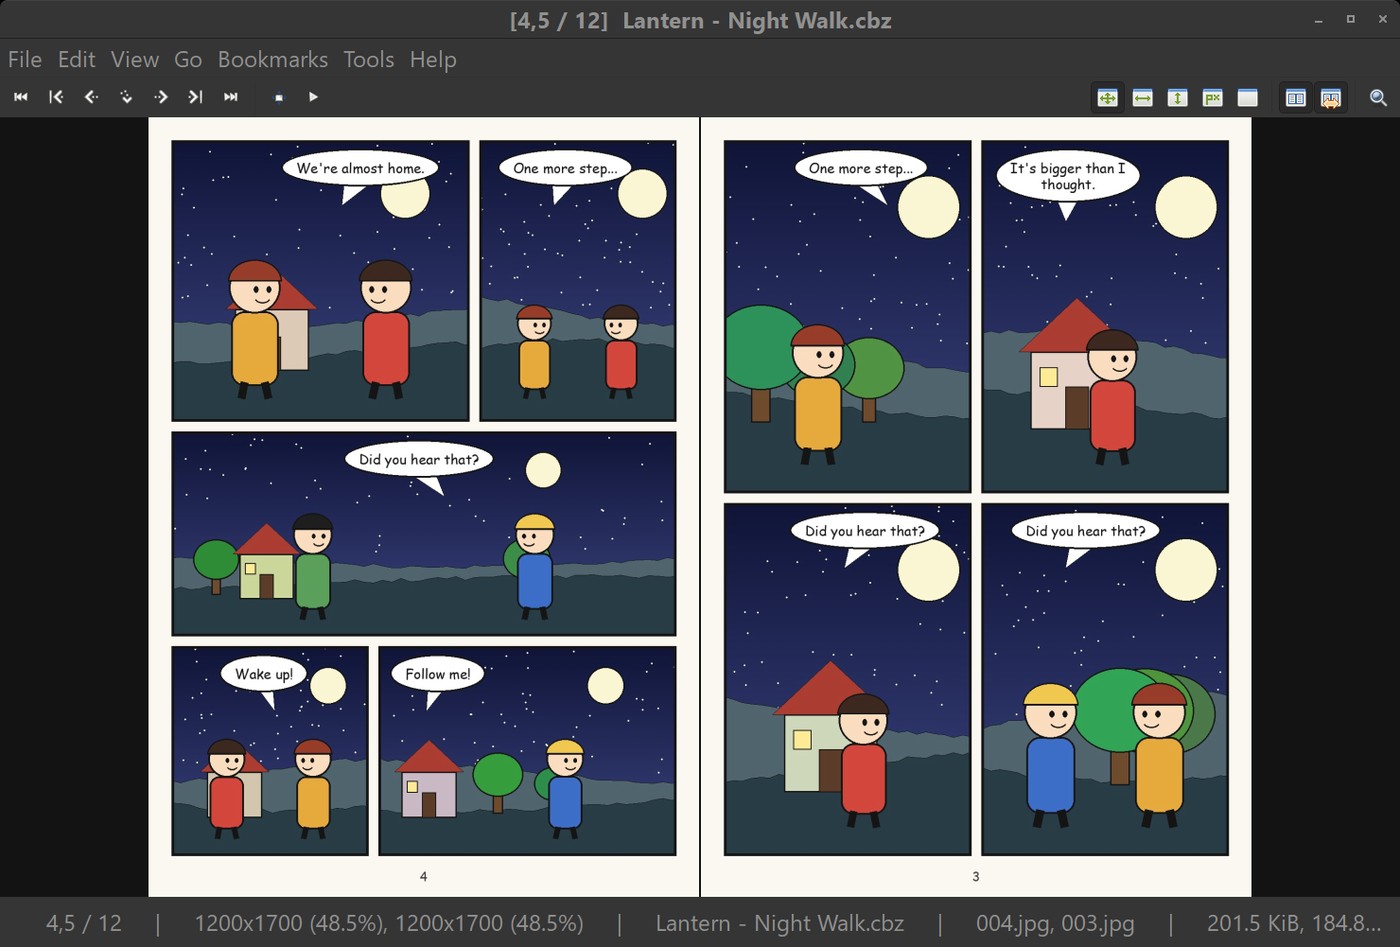 [4,5 / 12]  Lantern - Night Walk.cbz
File Edit View Go Bookmarks Tools Help
px
We're almost home.
One more step...
Did you hear that?
Wake up!
Follow me!
4
One more step...
It's bigger than I
thought.
Did you hear that?
Did you hear that?
3
4,5 / 12 | 1200x1700 (48.5%), 1200x1700 (48.5%) | Lantern - Night Walk.cbz | 004.jpg, 003.jpg | 201.5 KiB, 184.8...